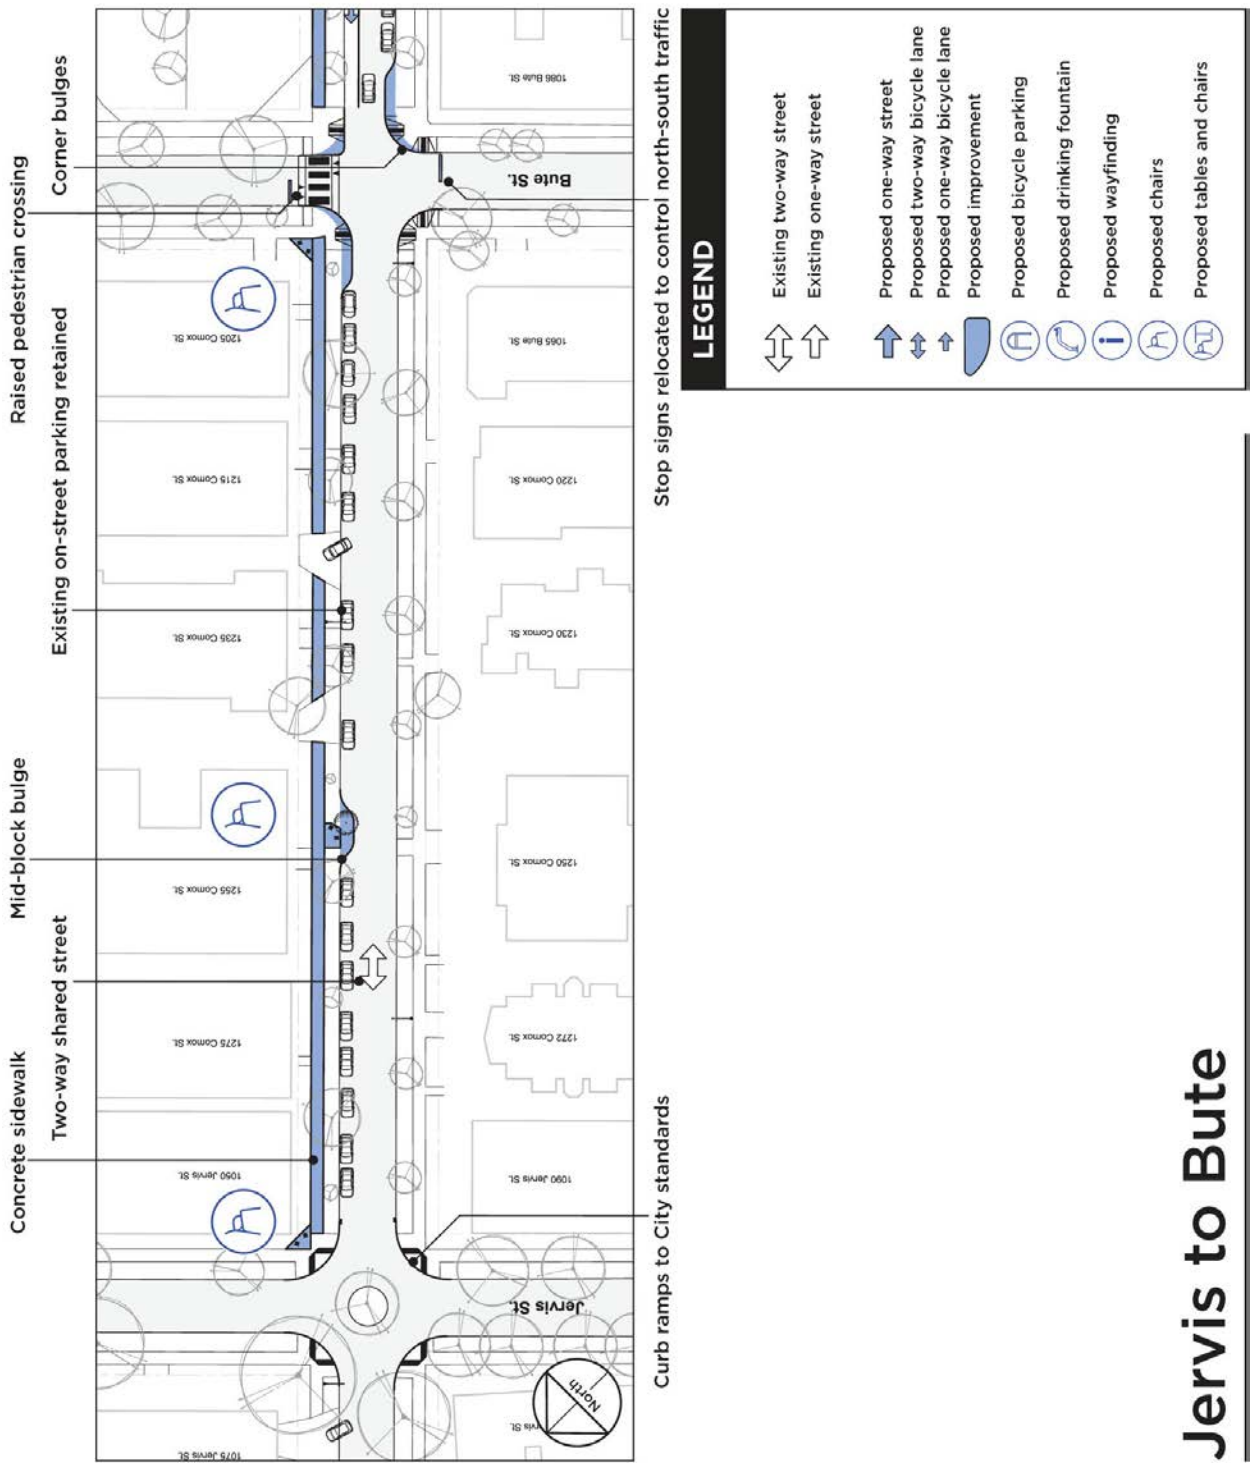 Concrete sidewalk
Two-way shared street
Mid-block bulge
Existing on-street parking retained
Raised pedestrian crossing
Corner bulges
1075 Jervis St.
1050 Jervis St.
1275 Comox St.
1255 Comox St.
1235 Comox St.
1215 Comox St.
1205 Comox St.
Jervis St.
Bute St.
North
1090 Jervis St.
1272 Comox St.
1250 Comox St.
1230 Comox St.
1220 Comox St.
1065 Bute St.
1086 Bute St.
Curb ramps to City standards
Stop signs relocated to control north-south traffic
LEGEND
Existing two-way street
Existing one-way street
Proposed one-way street
Proposed two-way bicycle lane
Proposed one-way bicycle lane
Proposed improvement
Proposed bicycle parking
Proposed drinking fountain
i Proposed wayfinding
Proposed chairs
Proposed tables and chairs
Jervis to Bute